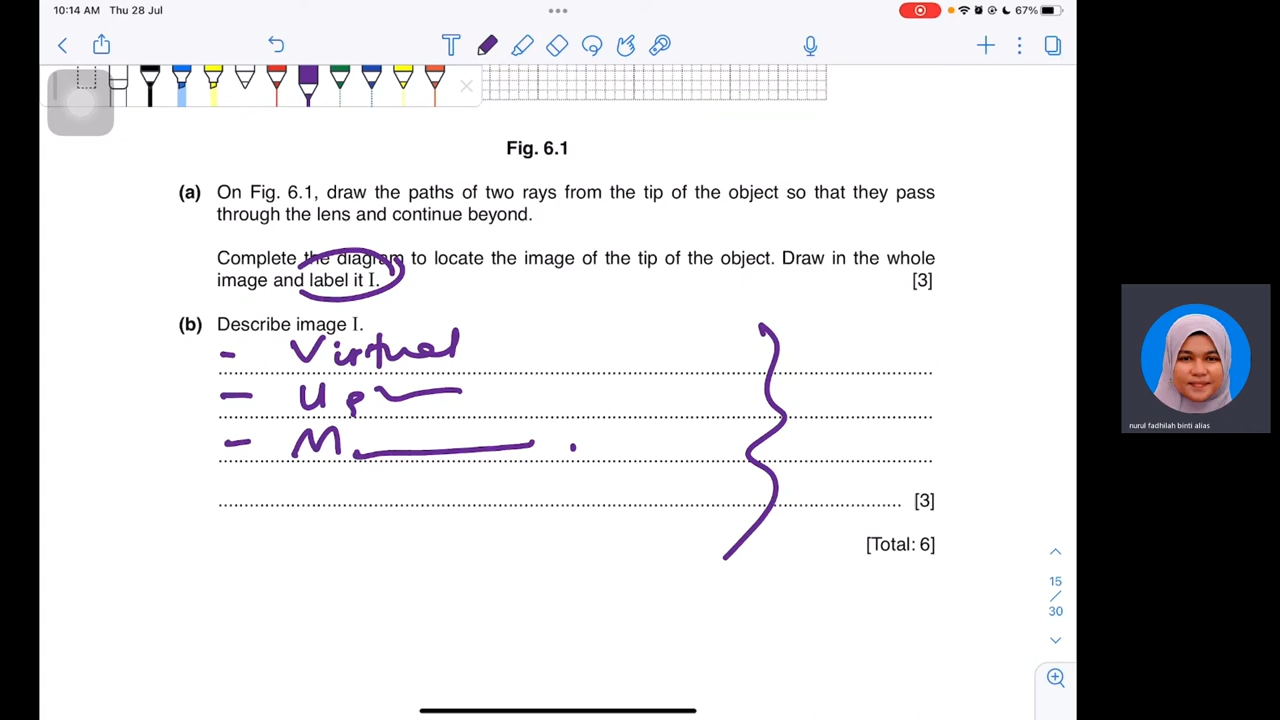 10:14 AM Thu 28 Jul
67%
T
Fig. 6.1
(a) On Fig. 6.1, draw the paths of two rays from the tip of the object so that they pass
through the lens and continue beyond.
Complete the diagram to locate the image of the tip of the object. Draw in the whole
image and label it I. [3]
(b) Describe image I.
- Virtual
- Up
- M
[3]
[Total: 6]
15
/
30
nurul fadhilah binti alias